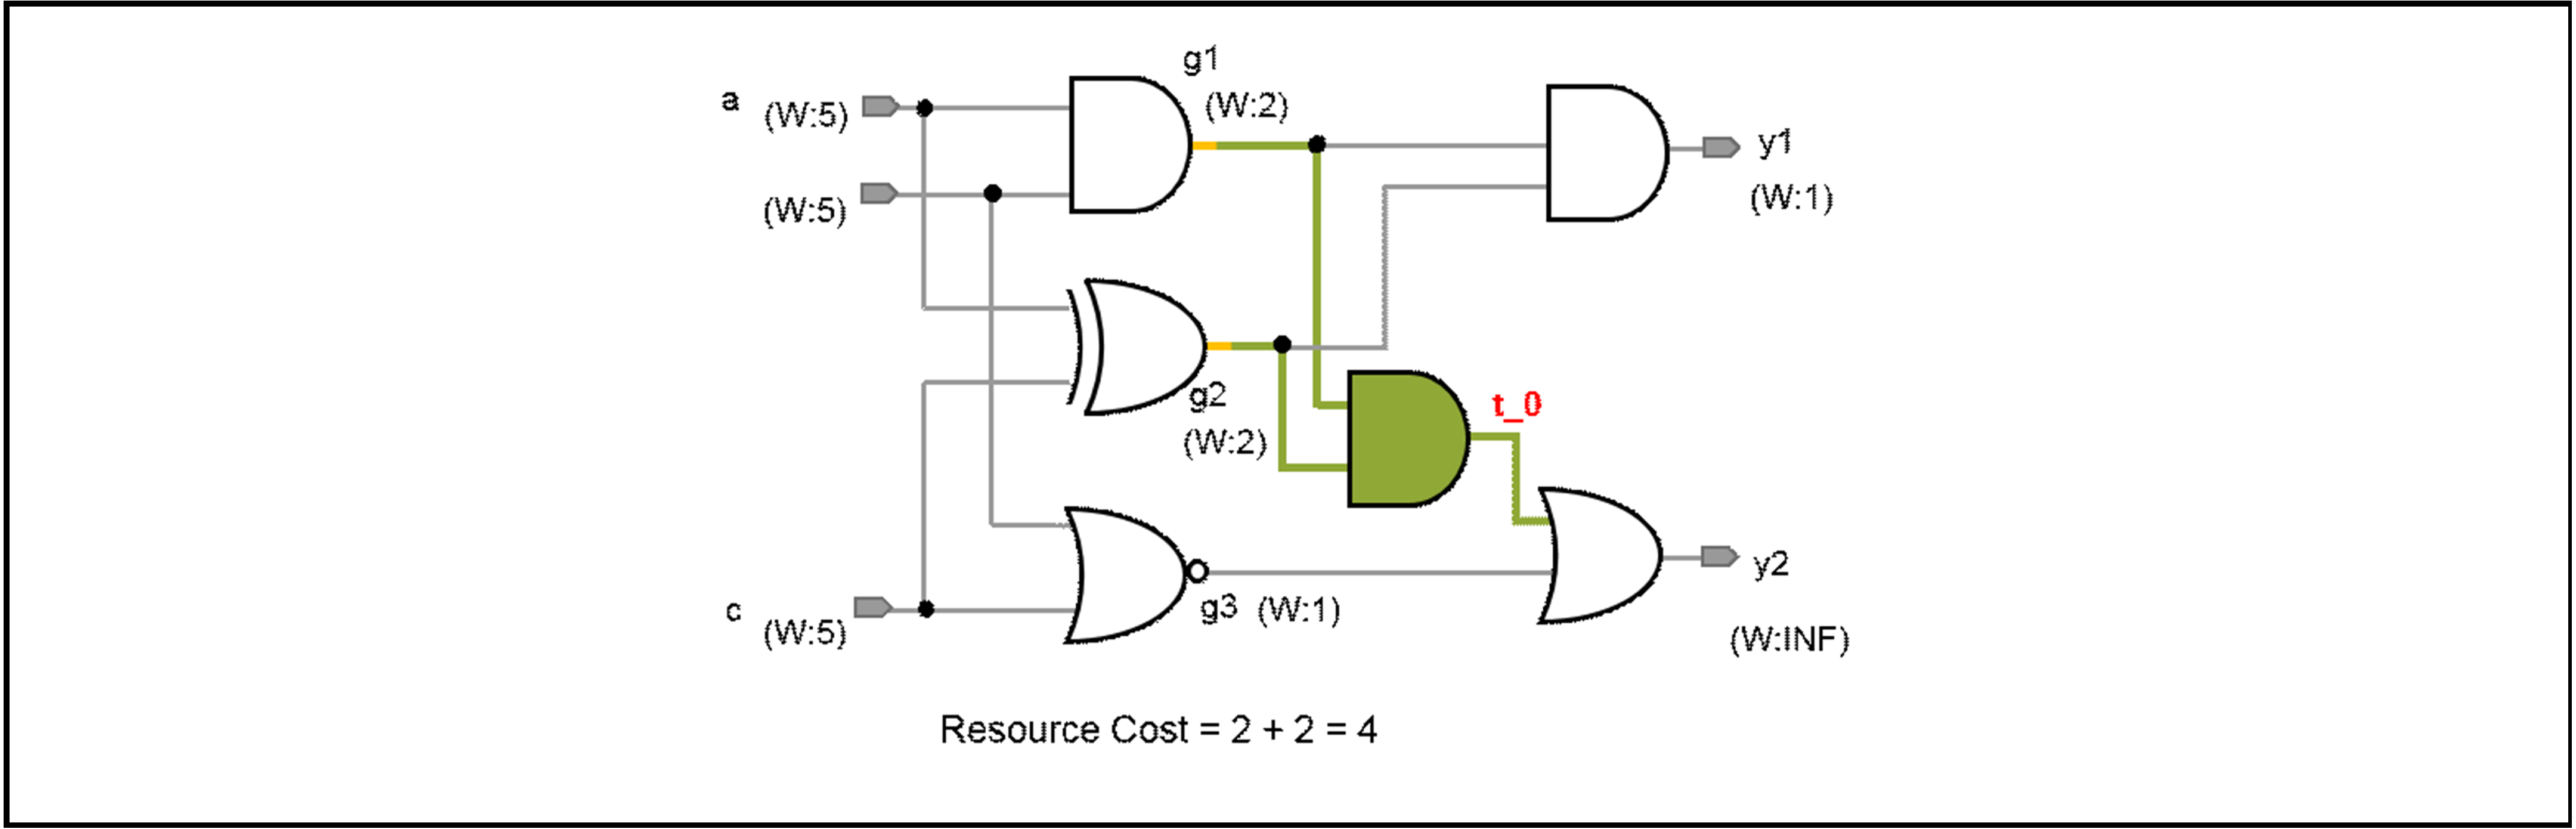 g1
a (W:5) (W:2)
y1
(W:5) (W:1)
g2
t_0
(W:2)
y2
c (W:5) g3 (W:1)
(W:INF)
Resource Cost = 2 + 2 = 4